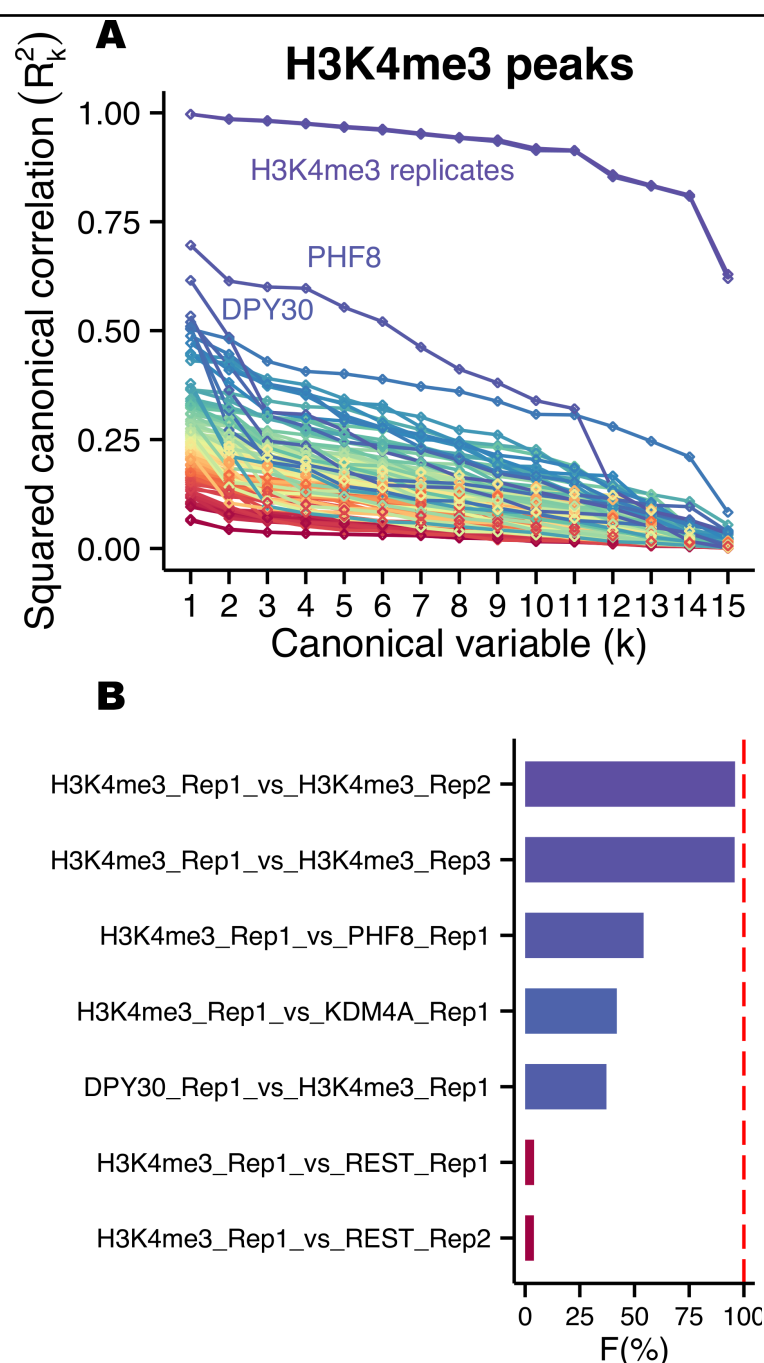 A
H3K4me3 peaks
Squared canonical correlation (R²ₖ)
1.00
0.75
0.50
0.25
0.00
H3K4me3 replicates
PHF8
DPY30
1 2 3 4 5 6 7 8 9 10 11 12 13 14 15
Canonical variable (k)
B
H3K4me3_Rep1_vs_H3K4me3_Rep2
H3K4me3_Rep1_vs_H3K4me3_Rep3
H3K4me3_Rep1_vs_PHF8_Rep1
H3K4me3_Rep1_vs_KDM4A_Rep1
DPY30_Rep1_vs_H3K4me3_Rep1
H3K4me3_Rep1_vs_REST_Rep1
H3K4me3_Rep1_vs_REST_Rep2
0 25 50 75 100
F(%)